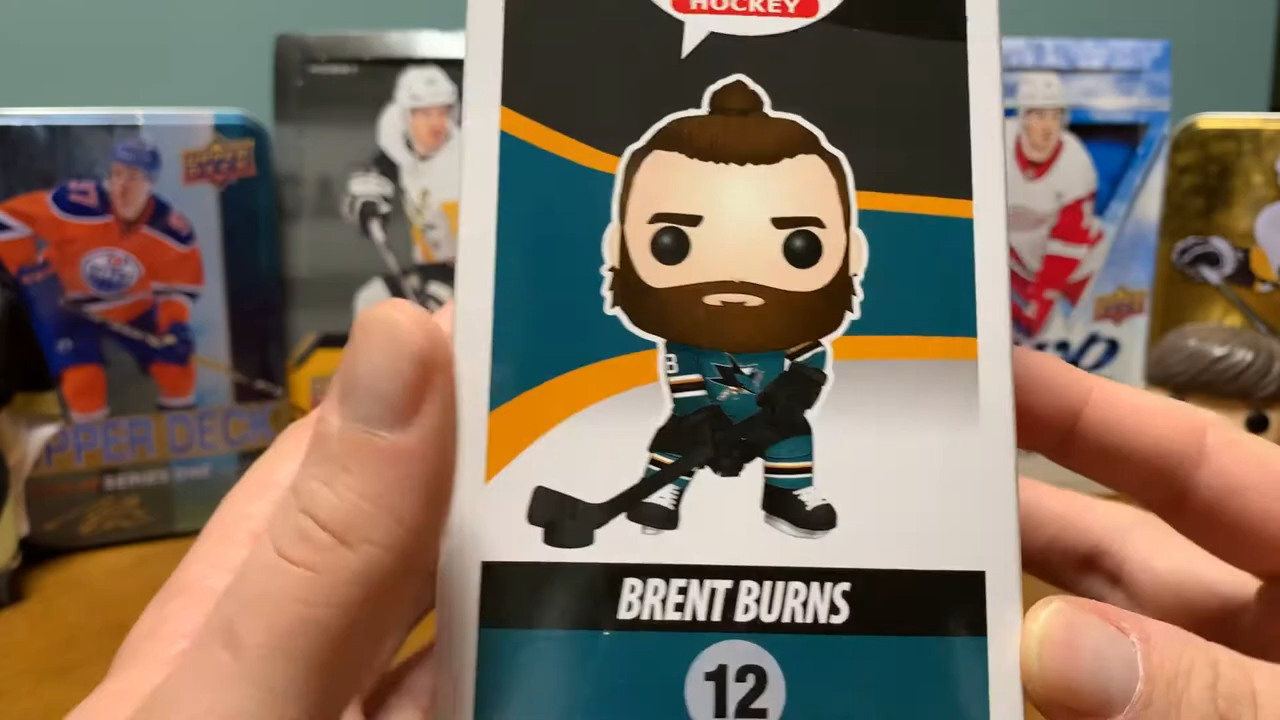 HOCKEY
BRENT BURNS
12
UPPER DECK
SERIES ONE